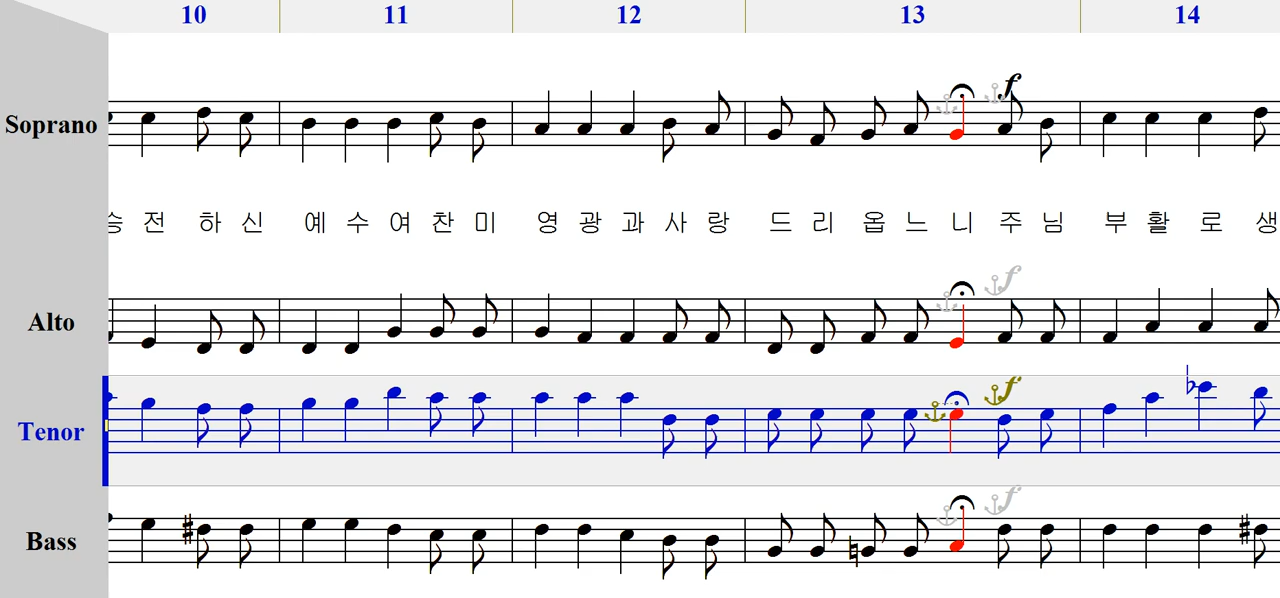 10 11 12 13 14
Soprano
f
승 전 하 신 예 수 여 찬 미 영 광 과 사 랑 드 리 옵 느 니 주 님 부 활 로 생
f
Alto
f
Tenor
f
Bass